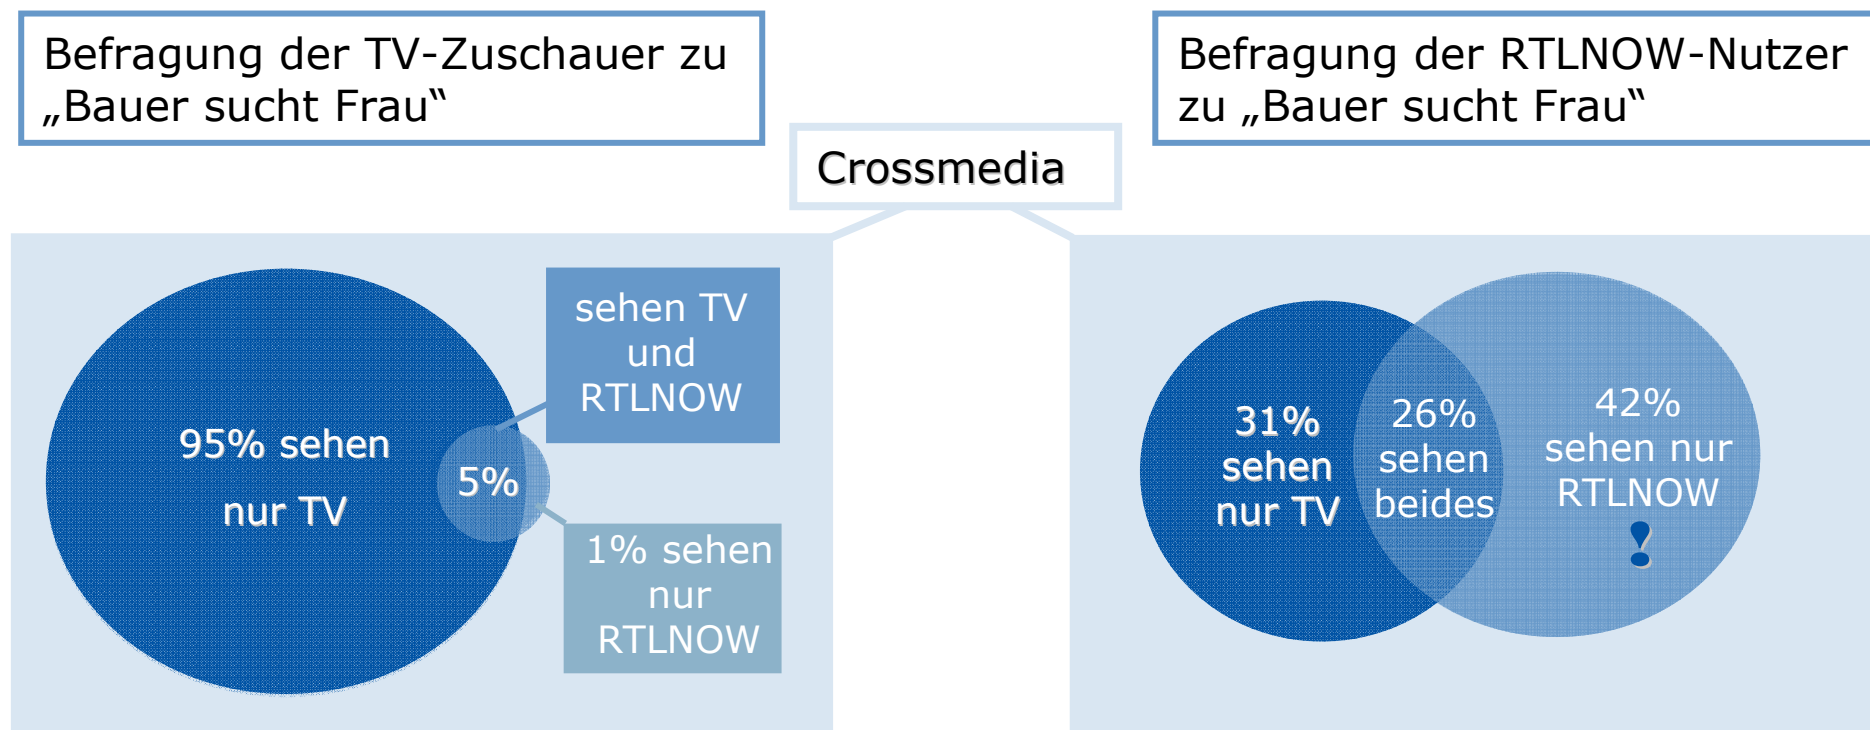 Befragung der TV-Zuschauer zu
„Bauer sucht Frau“
Befragung der RTLNOW-Nutzer
zu „Bauer sucht Frau“
Crossmedia
95% sehen
nur TV
5%
sehen TV
und
RTLNOW
1% sehen
nur
RTLNOW
31%
sehen
nur TV
26%
sehen
beides
42%
sehen nur
RTLNOW
!